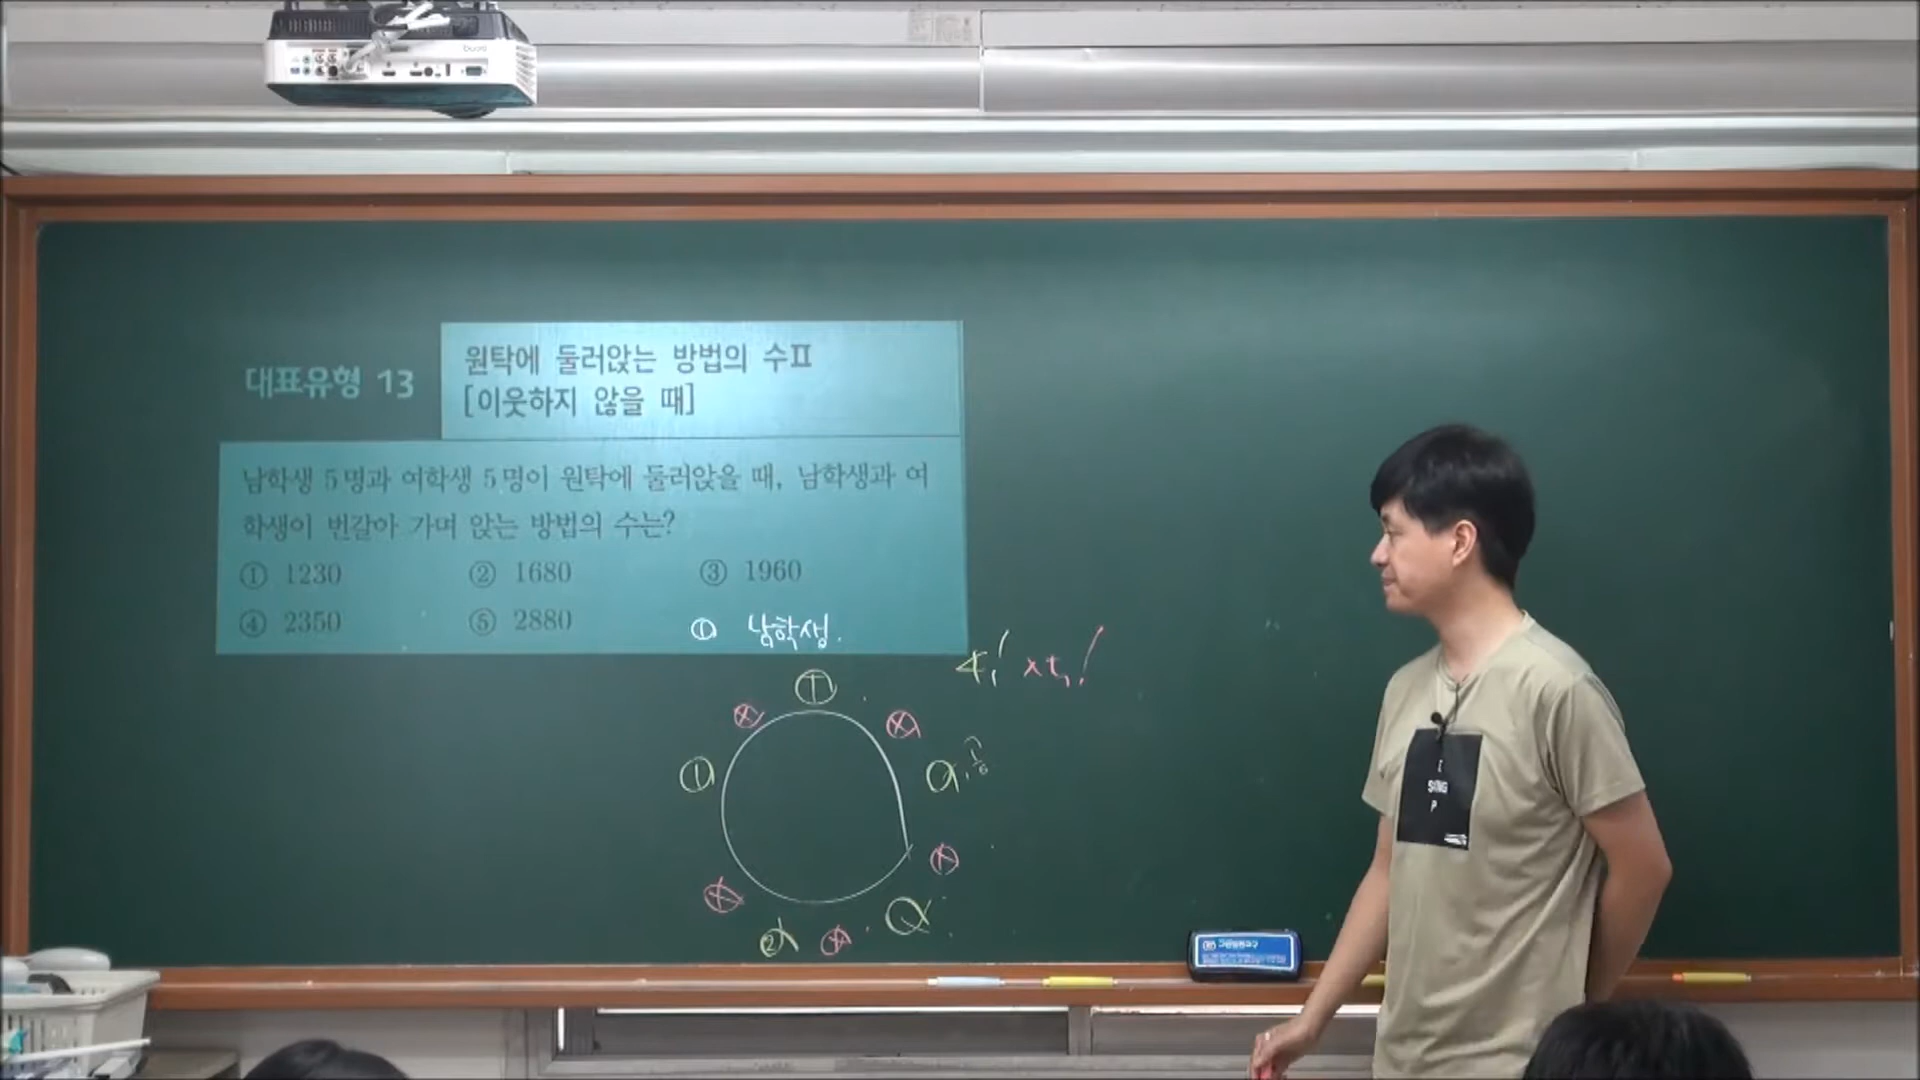 BenQ
대표유형 13
원탁에 둘러앉는 방법의 수Ⅱ
[이웃하지 않을 때]
남학생 5명과 여학생 5명이 원탁에 둘러앉을 때, 남학생과 여
학생이 번갈아 가며 앉는 방법의 수는?
① 1230 ② 1680 ③ 1960
④ 2350 ⑤ 2880
① 남학생.
4! × 5!
SING
P